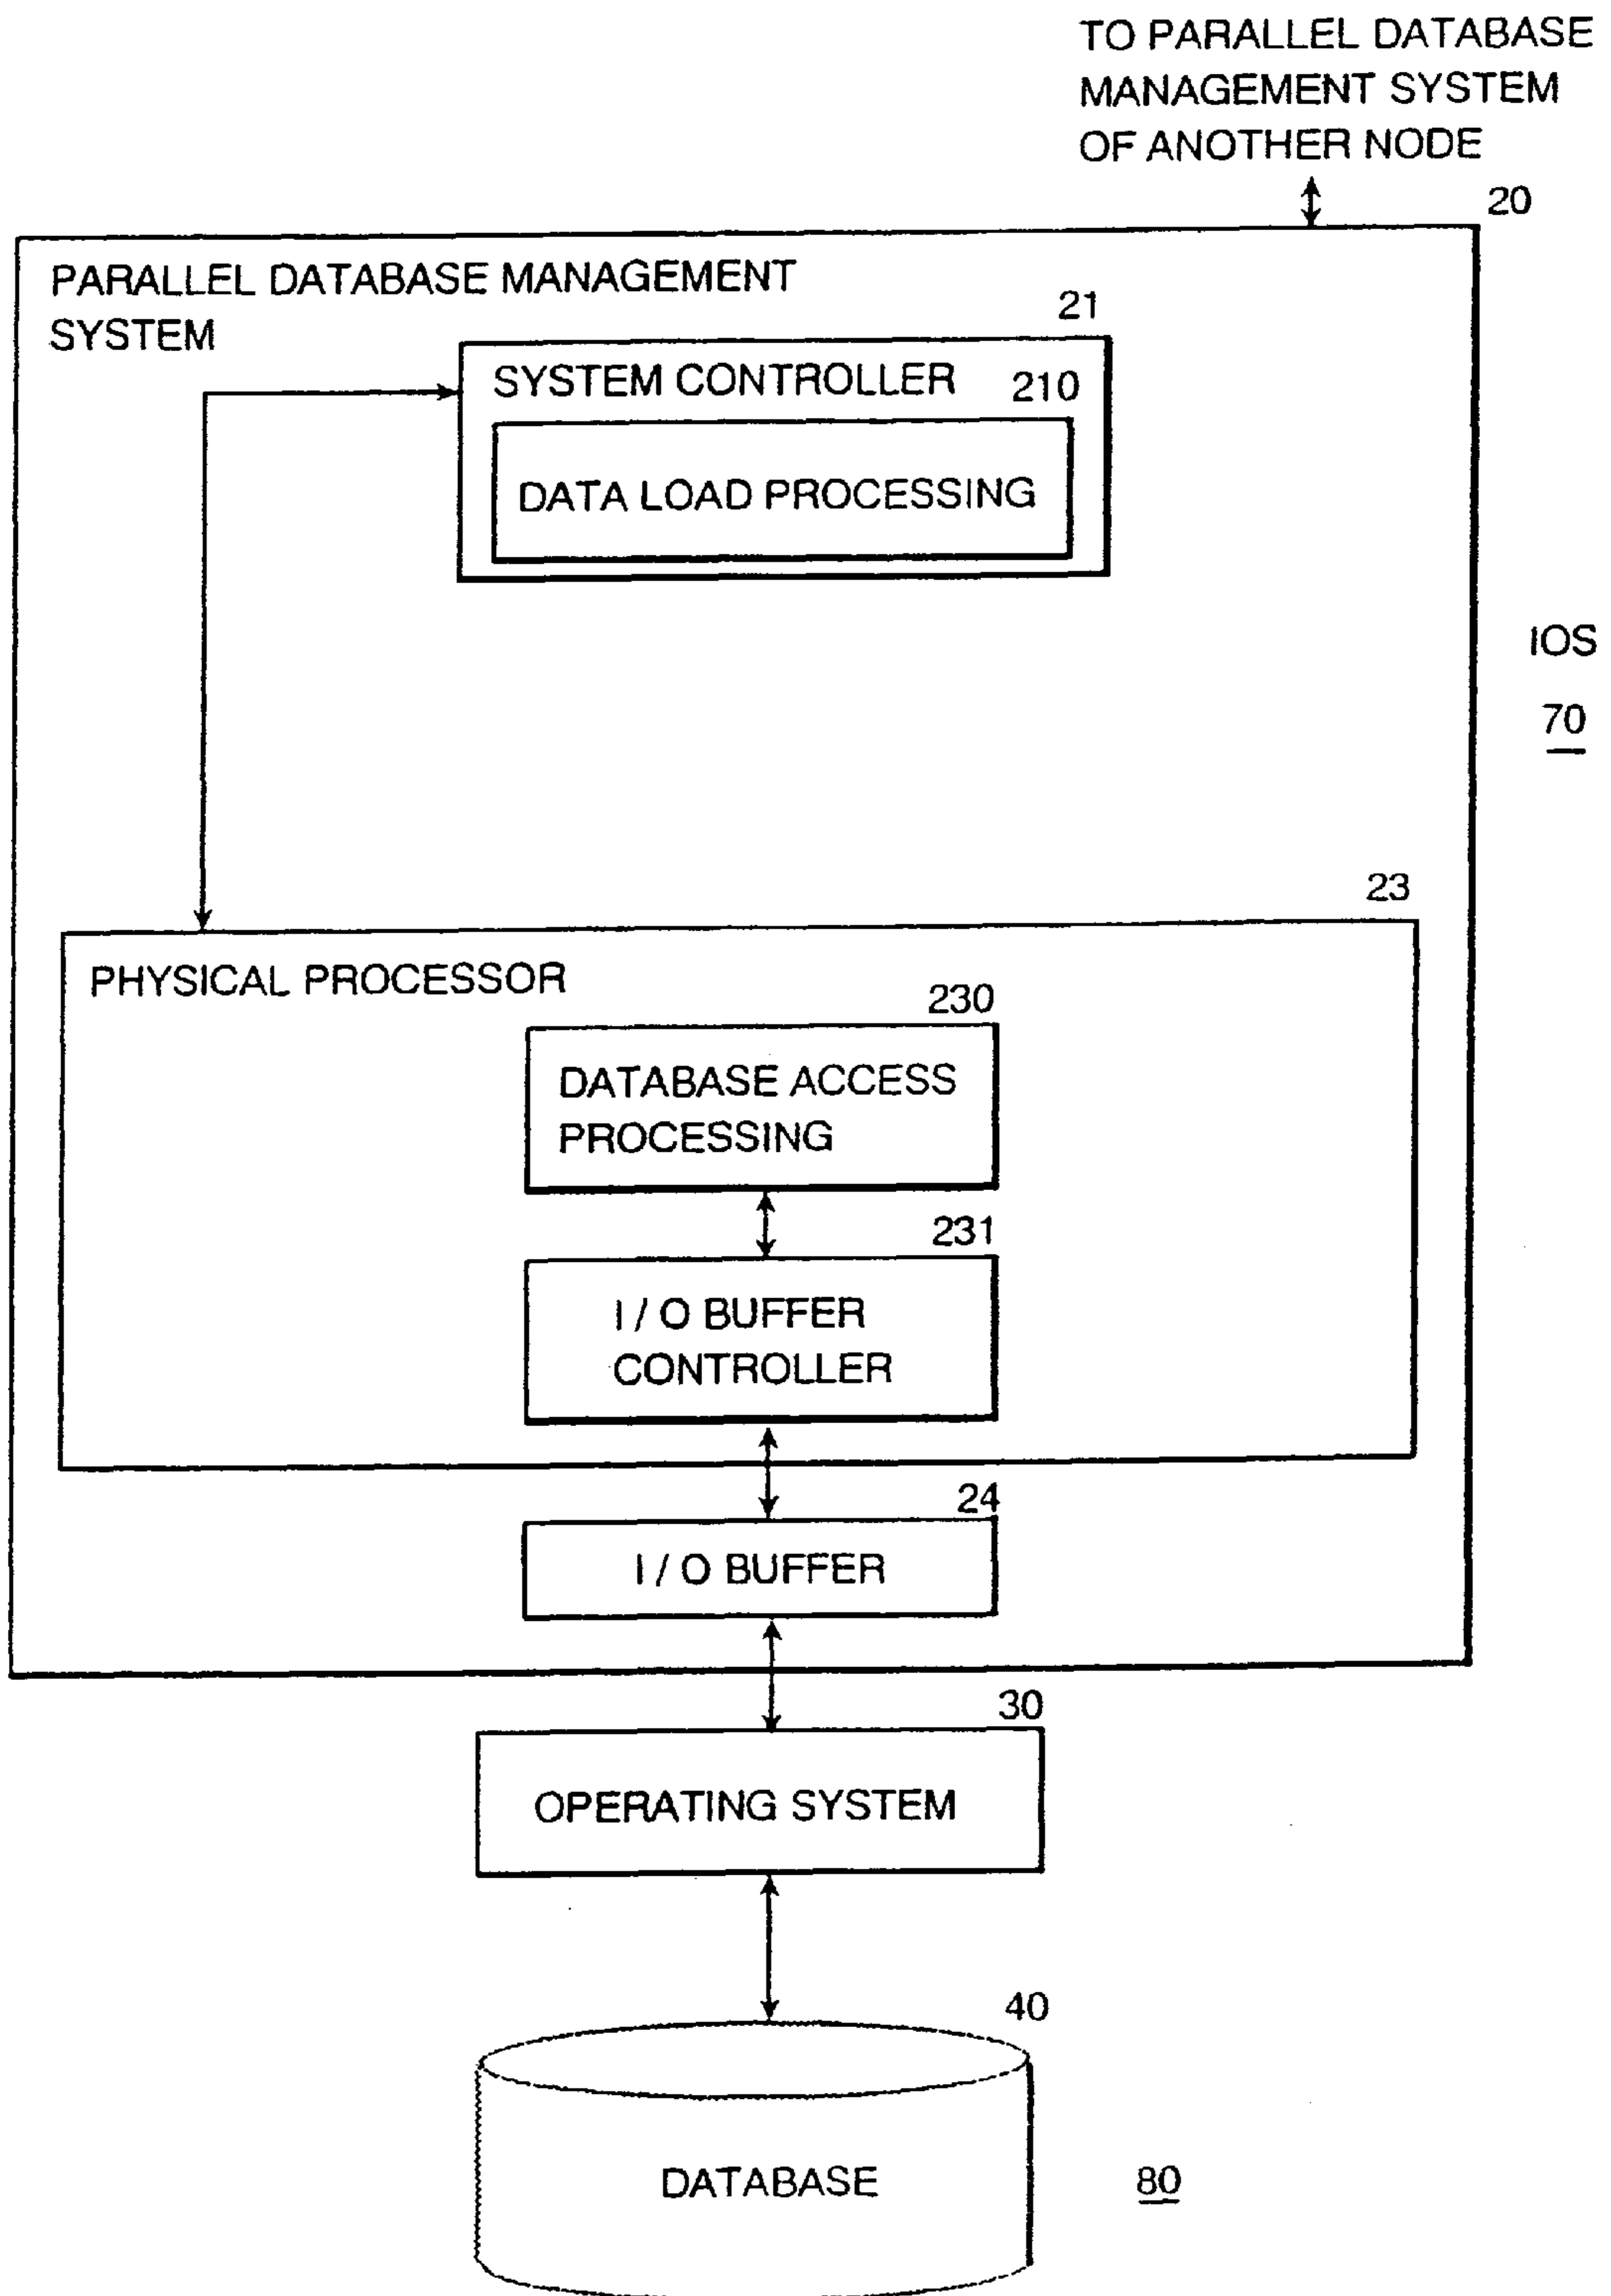 TO PARALLEL DATABASE
MANAGEMENT SYSTEM
OF ANOTHER NODE
20
PARALLEL DATABASE MANAGEMENT
SYSTEM
21
SYSTEM CONTROLLER
210
DATA LOAD PROCESSING
IOS
70
23
PHYSICAL PROCESSOR
230
DATABASE ACCESS
PROCESSING
231
I / O BUFFER
CONTROLLER
24
I / O BUFFER
30
OPERATING SYSTEM
40
DATABASE
80